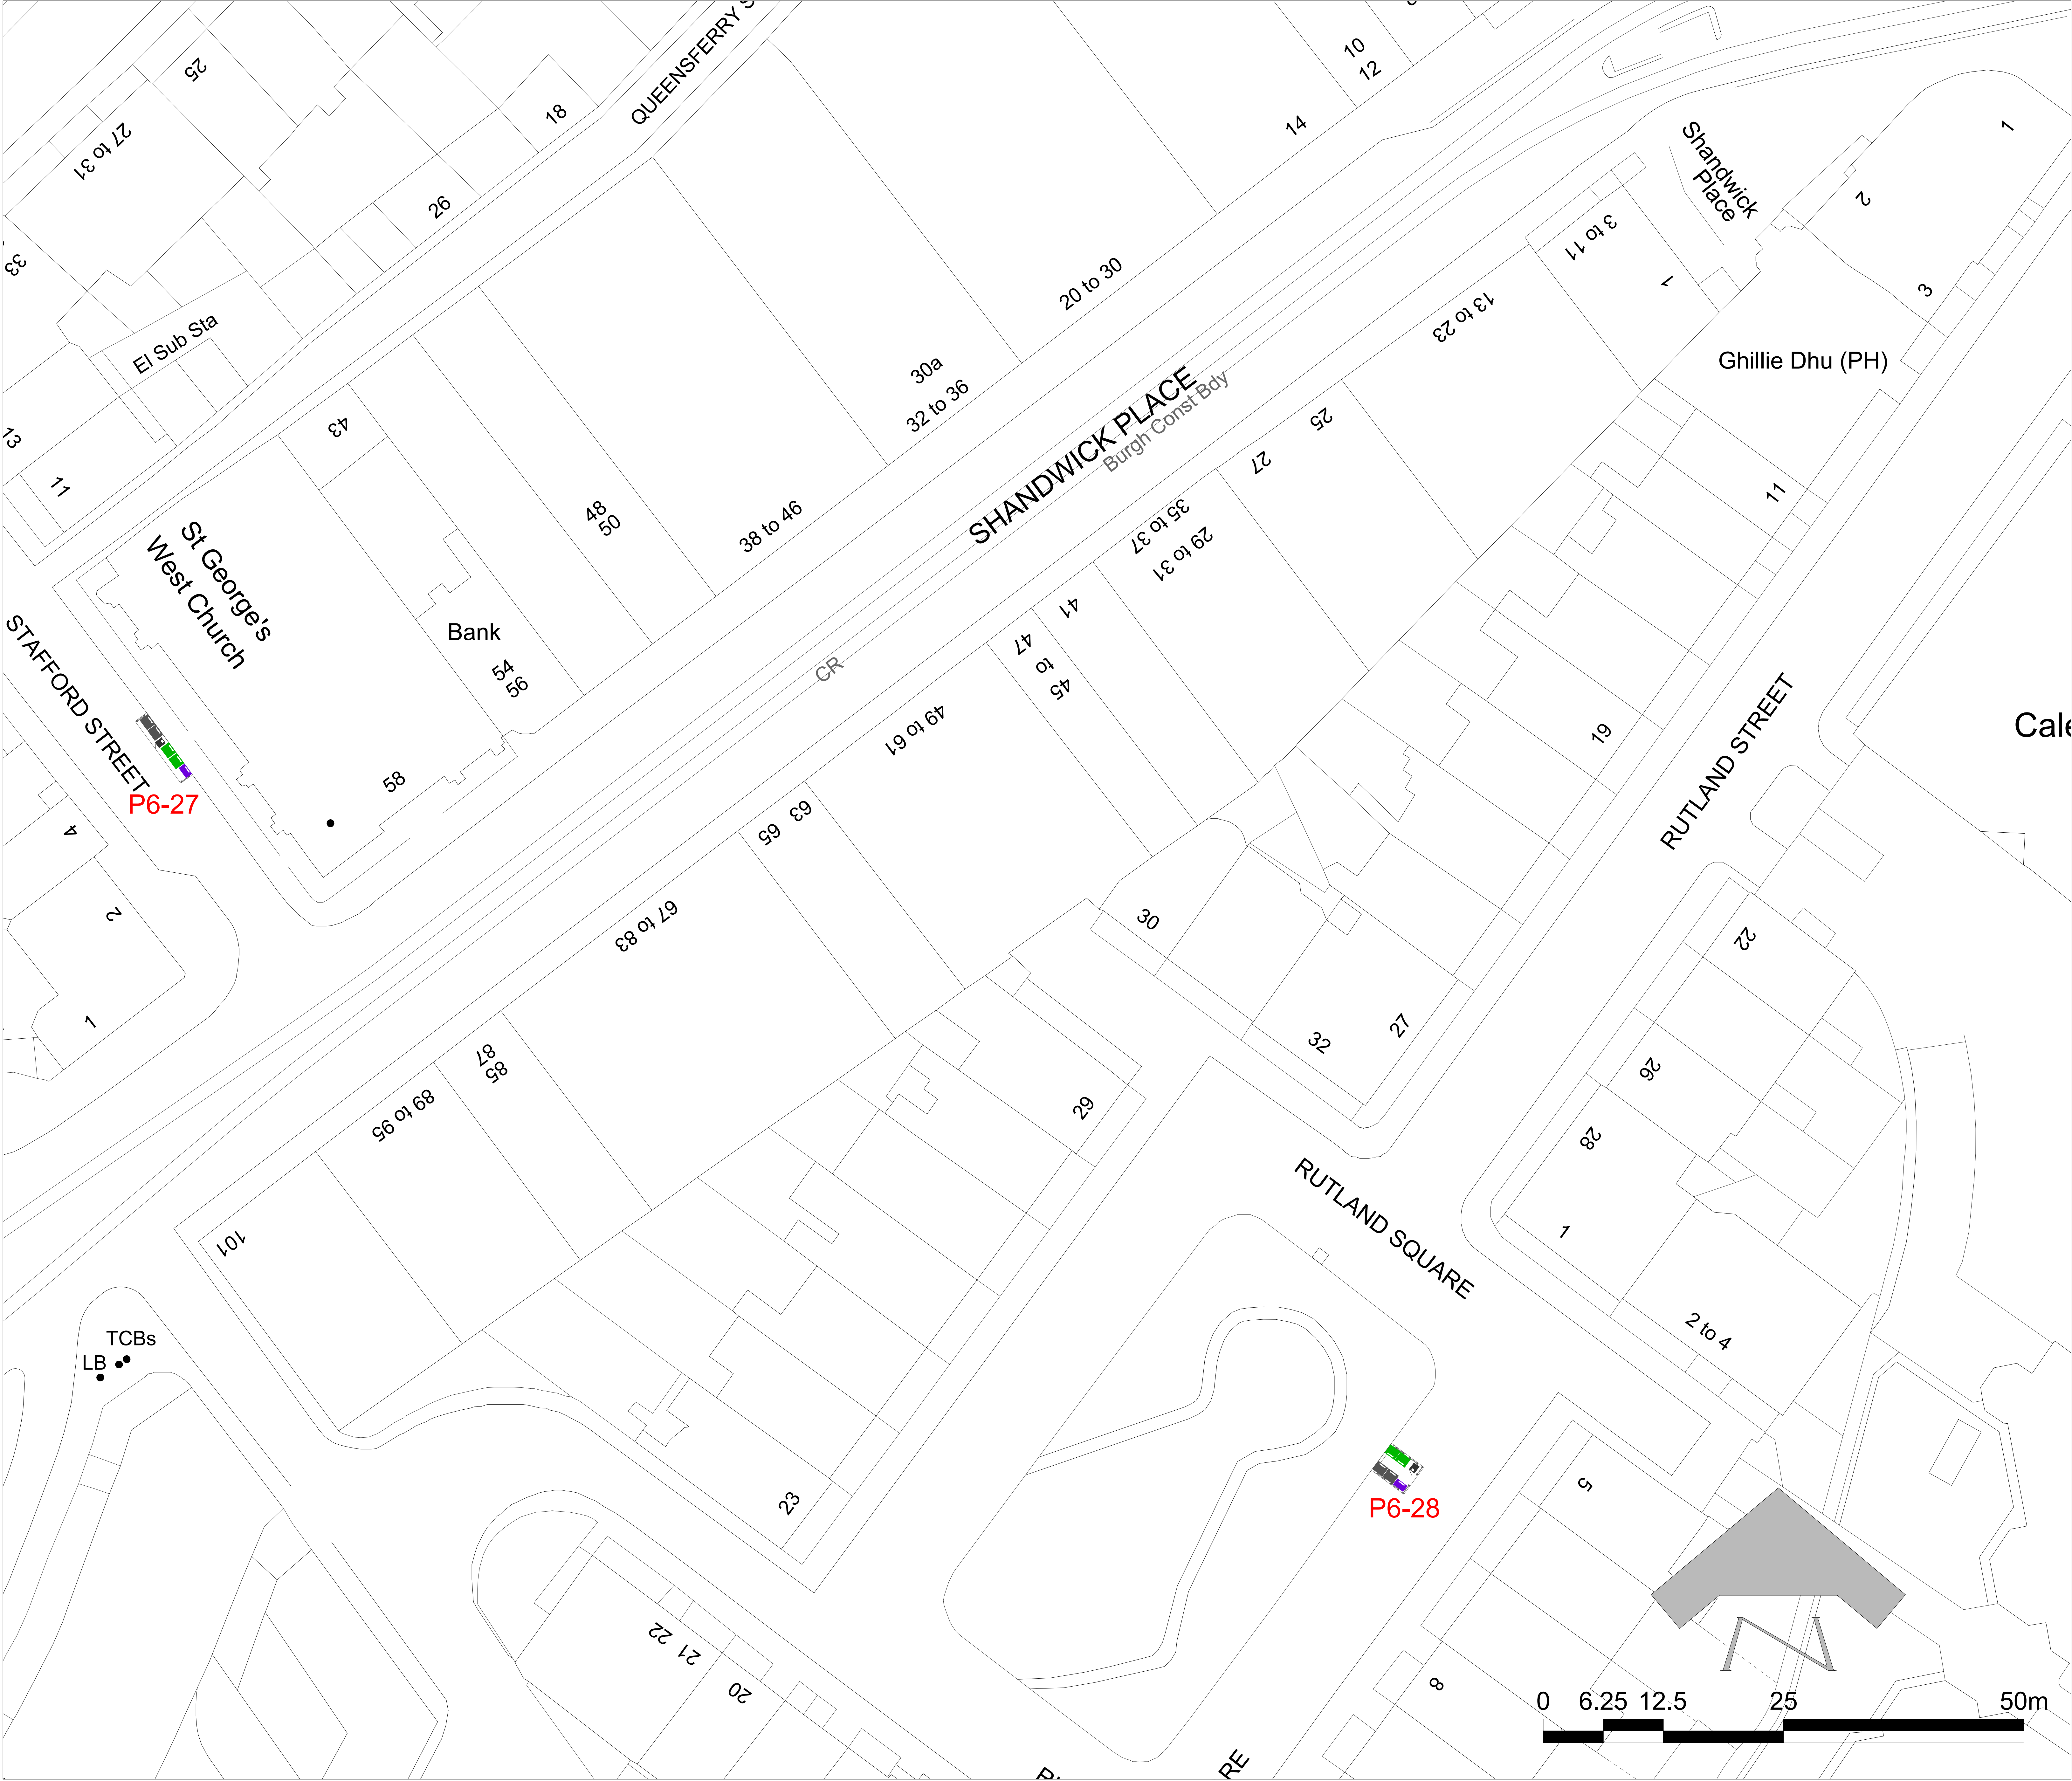 QUEENSFERRY S
25
27 to 31
18
26
33
10
12
14
Shandwick
Place
1
2
3
3 to 11
1
20 to 30
13 to 23
El Sub Sta
30a
32 to 36
Ghillie Dhu (PH)
SHANDWICK PLACE
Burgh Const Bdy
43
13
11
25
27
48
50
38 to 46
35 to 37
29 to 31
11
St George's
West Church
Bank
54
56
STAFFORD STREET
41
47
to
45
CR
49 to 61
19
RUTLAND STREET
Cale
58
P6-27
63
65
4
2
1
67 to 83
30
32
27
22
26
28
87
85
89 to 95
29
RUTLAND SQUARE
1
2 to 4
101
TCBs
LB
23
P6-28
5
22
21
20
8
RE
0 6.25 12.5 25 50m